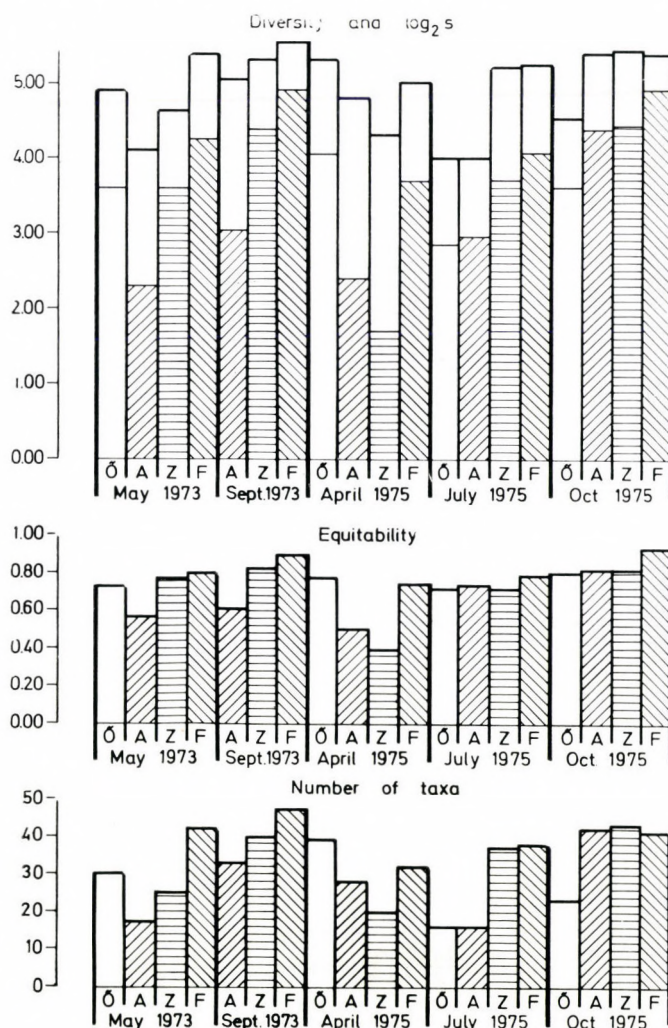 Diversity and log₂s
5.00
4.00
3.00
2.00
1.00
0.00
Ő A Z F A Z F Ő A Z F Ő A Z F Ő A Z F
May 1973 Sept.1973 April 1975 July 1975 Oct 1975
Equitability
1.00
0.80
0.60
0.40
0.20
0.00
Ő A Z F A Z F Ő A Z F Ő A Z F Ő A Z F
May 1973 Sept.1973 April 1975 July 1975 Oct. 1975
Number of taxa
50
40
30
20
10
0
Ő A Z F A Z F Ő A Z F Ő A Z F Ő A Z F
May 1973 Sept.1973 April 1975 July 1975 Oct 1975